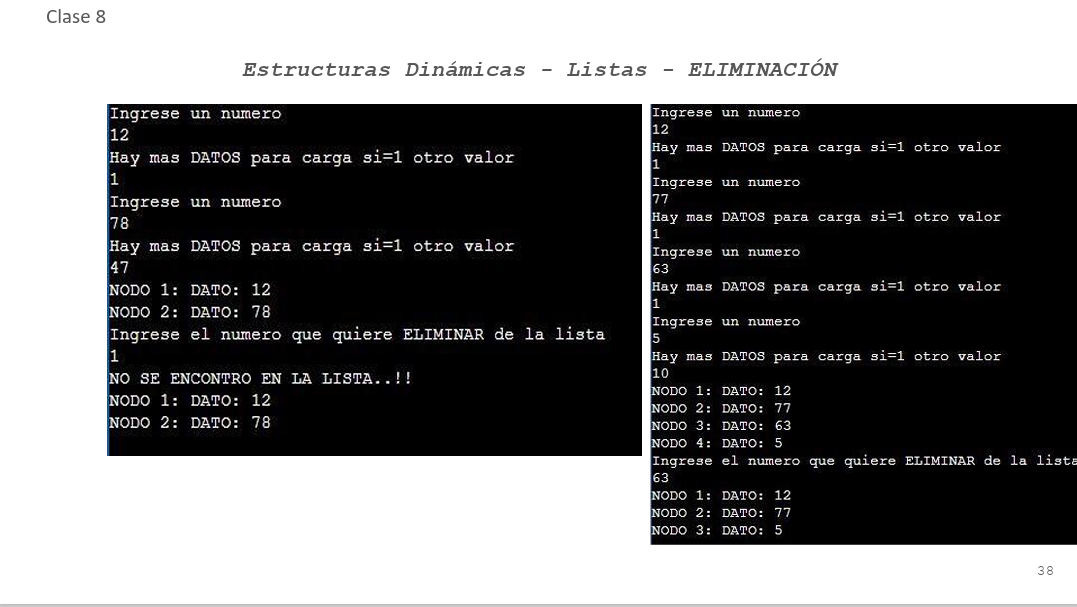 Clase 8
Estructuras Dinámicas - Listas - ELIMINACIÓN
Ingrese un numero
12
Hay mas DATOS para carga si=1 otro valor
1
Ingrese un numero
78
Hay mas DATOS para carga si=1 otro valor
47
NODO 1: DATO: 12
NODO 2: DATO: 78
Ingrese el numero que quiere ELIMINAR de la lista
1
NO SE ENCONTRO EN LA LISTA..!!
NODO 1: DATO: 12
NODO 2: DATO: 78
Ingrese un numero
12
Hay mas DATOS para carga si=1 otro valor
1
Ingrese un numero
77
Hay mas DATOS para carga si=1 otro valor
1
Ingrese un numero
63
Hay mas DATOS para carga si=1 otro valor
1
Ingrese un numero
5
Hay mas DATOS para carga si=1 otro valor
10
NODO 1: DATO: 12
NODO 2: DATO: 77
NODO 3: DATO: 63
NODO 4: DATO: 5
Ingrese el numero que quiere ELIMINAR de la lista
63
NODO 1: DATO: 12
NODO 2: DATO: 77
NODO 3: DATO: 5
38